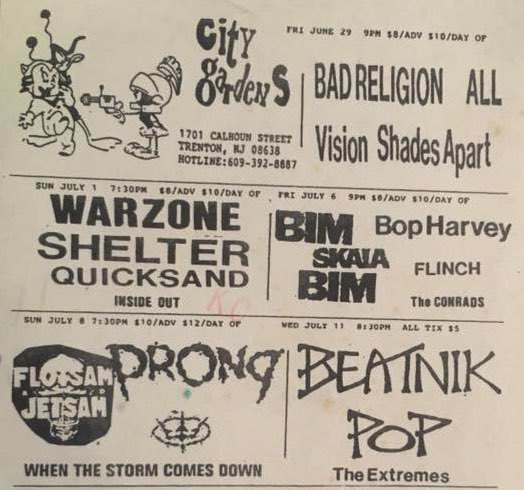 City
gardens
1701 CALHOUN STREET
TRENTON, NJ 08638
HOTLINE:609-392-8887
FRI JUNE 29 9PM $8/ADV $10/DAY OF
BAD RELIGION ALL
Vision Shades Apart
SUN JULY 1 7:30PM $8/ADV $10/DAY OF
WARZONE
SHELTER
QUICKSAND
INSIDE OUT
KC
FRI JULY 6 9PM $8/ADV $10/DAY OF
BIM
SKALA
BIM
Bop Harvey
FLINCH
The CONRADS
SUN JULY 8 7:30PM $10/ADV $12/DAY OF
FLOTSAM
JETSAM
PRONG
WHEN THE STORM COMES DOWN
WED JULY 11 8:30PM ALL TIX $5
BEATNIK
POP
The Extremes